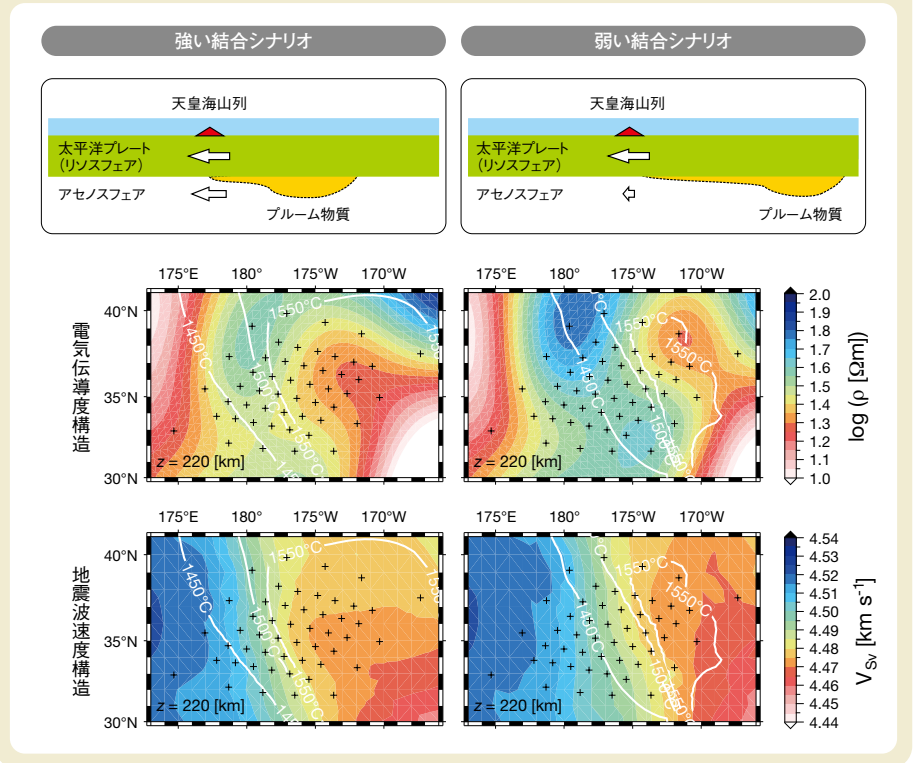 強い結合シナリオ
弱い結合シナリオ
天皇海山列
太平洋プレート
(リソスフェア)
アセノスフェア
プルーム物質
天皇海山列
太平洋プレート
(リソスフェア)
アセノスフェア
プルーム物質
電気伝導度構造
175°E 180° 175°W 170°W
40°N
35°N
30°N
1450°C
1500°C
1550°C
1550°C
z = 220 [km]
175°E 180° 175°W 170°W
1450°C
1500°C
1550°C
1550°C
1550°C
z = 220 [km]
2.0
1.9
1.8
1.7
1.6
1.5
1.4
1.3
1.2
1.1
1.0
log (ρ [Ωm])
地震波速度構造
175°E 180° 175°W 170°W
40°N
35°N
30°N
1450°C
1500°C
1550°C
1550°C
z = 220 [km]
175°E 180° 175°W 170°W
1450°C
1500°C
1550°C
1550°C
1550°C
z = 220 [km]
4.54
4.53
4.52
4.51
4.50
4.49
4.48
4.47
4.46
4.45
4.44
V_Sv [km s⁻¹]